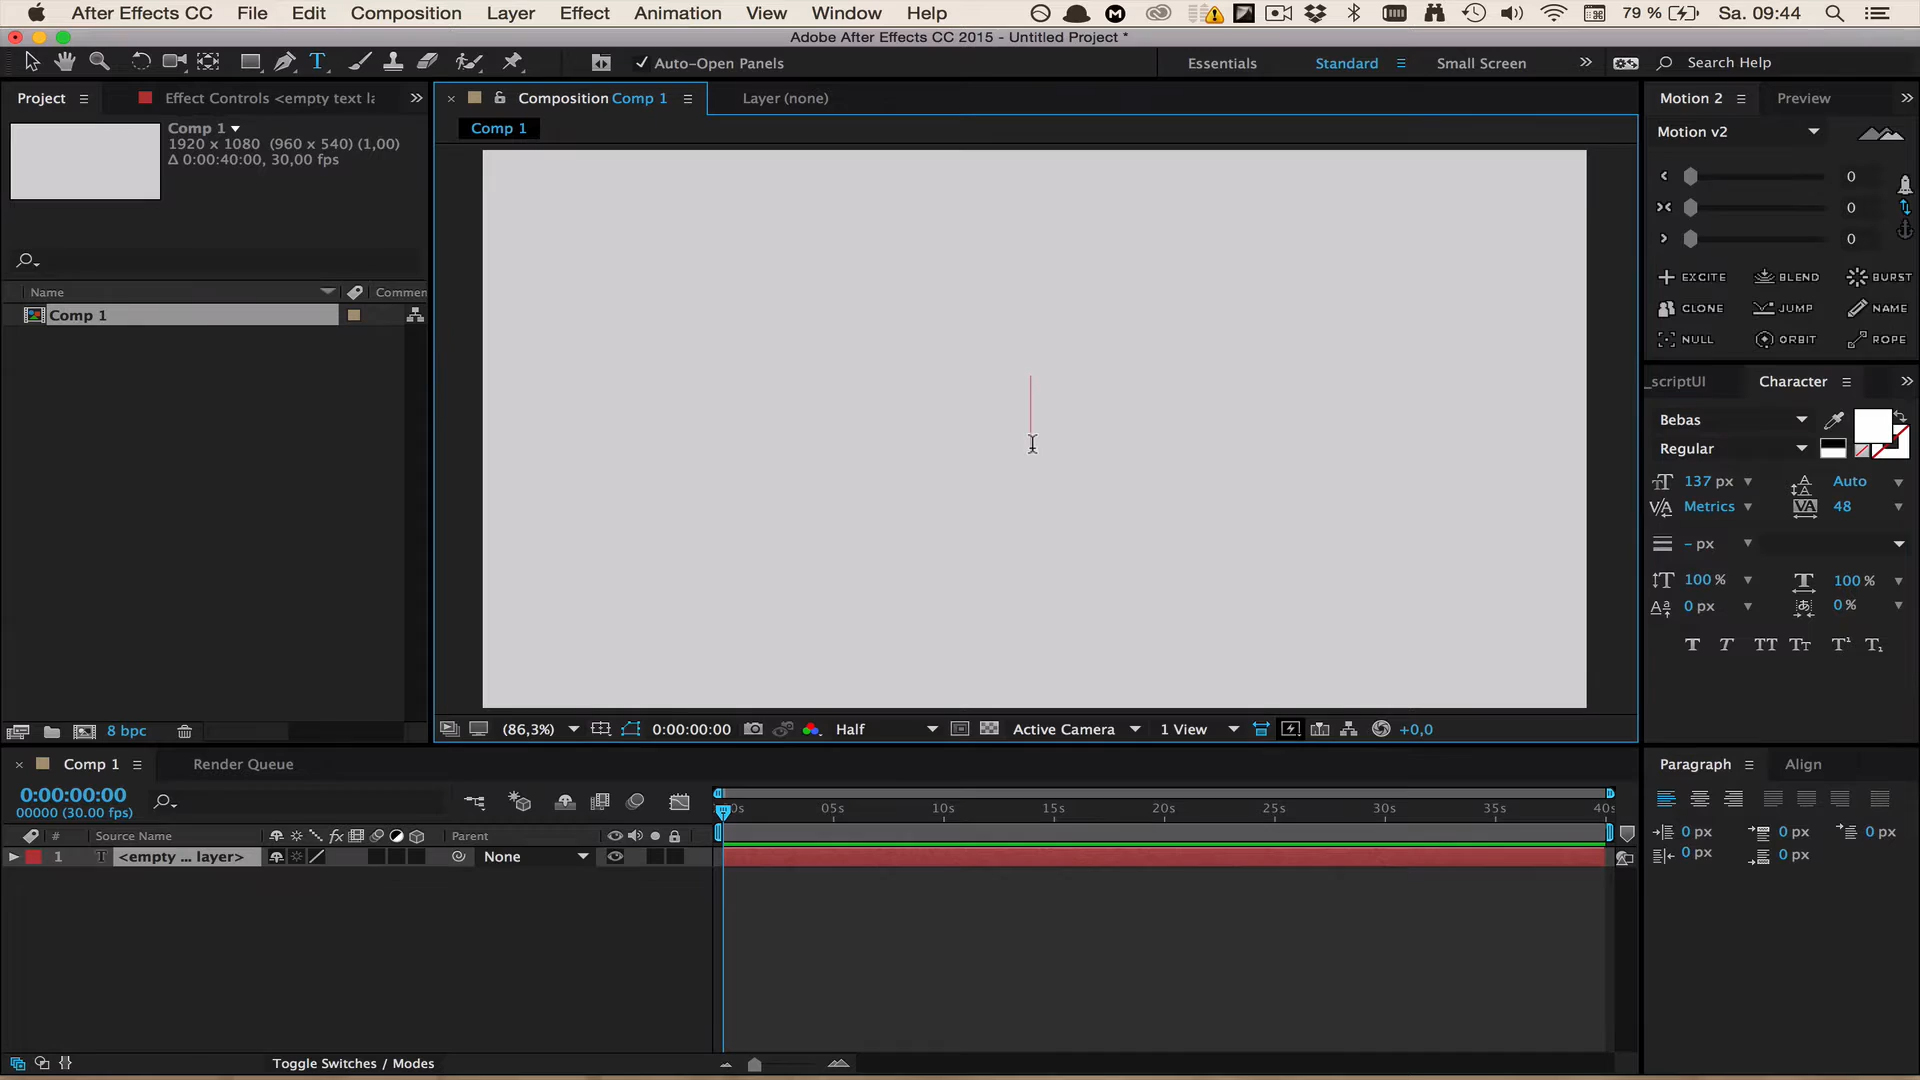 After Effects CC File Edit Composition Layer Effect Animation View Window Help 79 % Sa. 09:44
Adobe After Effects CC 2015 - Untitled Project *
Auto-Open Panels Essentials Standard Small Screen Search Help
Project Effect Controls <empty text la
Composition Comp 1 Layer (none)
Motion 2 Preview
Comp 1
1920 x 1080 (960 x 540) (1,00)
Δ 0:00:40:00, 30,00 fps
Comp 1
Motion v2
0
0
0
EXCITE BLEND BURST
CLONE JUMP NAME
NULL ORBIT ROPE
Name Commen
Comp 1
_scriptUI Character
Bebas
Regular
137 px Auto
Metrics 48
– px
100 % 100 %
0 px 0 %
T T TT Tт T¹ T₁
8 bpc
(86,3%) 0:00:00:00 Half Active Camera 1 View +0,0
Comp 1 Render Queue
Paragraph Align
0:00:00:00
00000 (30.00 fps)
0s 05s 10s 15s 20s 25s 30s 35s 40s
# Source Name fx Parent
1 T <empty ... layer> None
0 px 0 px 0 px
0 px 0 px
Toggle Switches / Modes